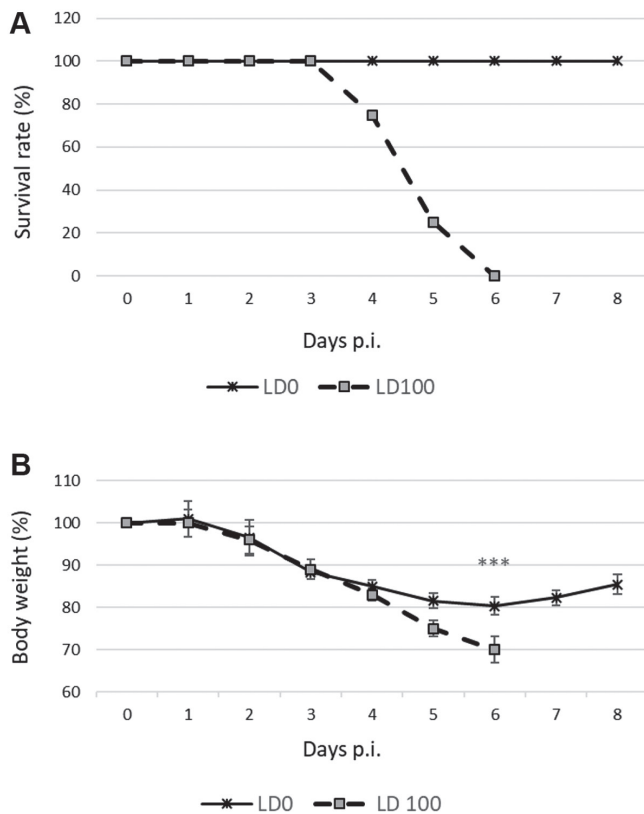 A
120
100
80
60
40
20
0
Survival rate (%)
0 1 2 3 4 5 6 7 8
Days p.i.
LD0 LD100
B
110
100
90
80
70
60
Body weight (%)
***
0 1 2 3 4 5 6 7 8
Days p.i.
LD0 LD 100